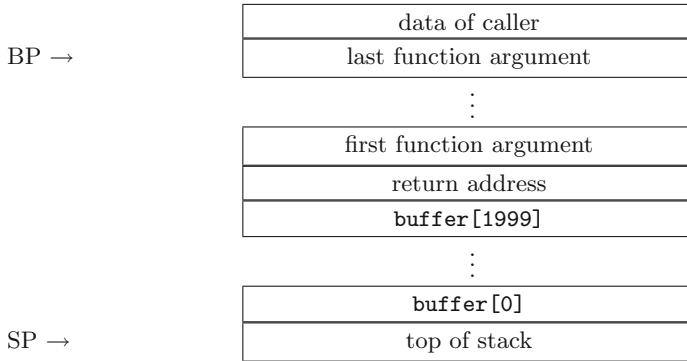 data of caller
BP → last function argument
⋮
first function argument
return address
buffer[1999]
⋮
buffer[0]
SP → top of stack